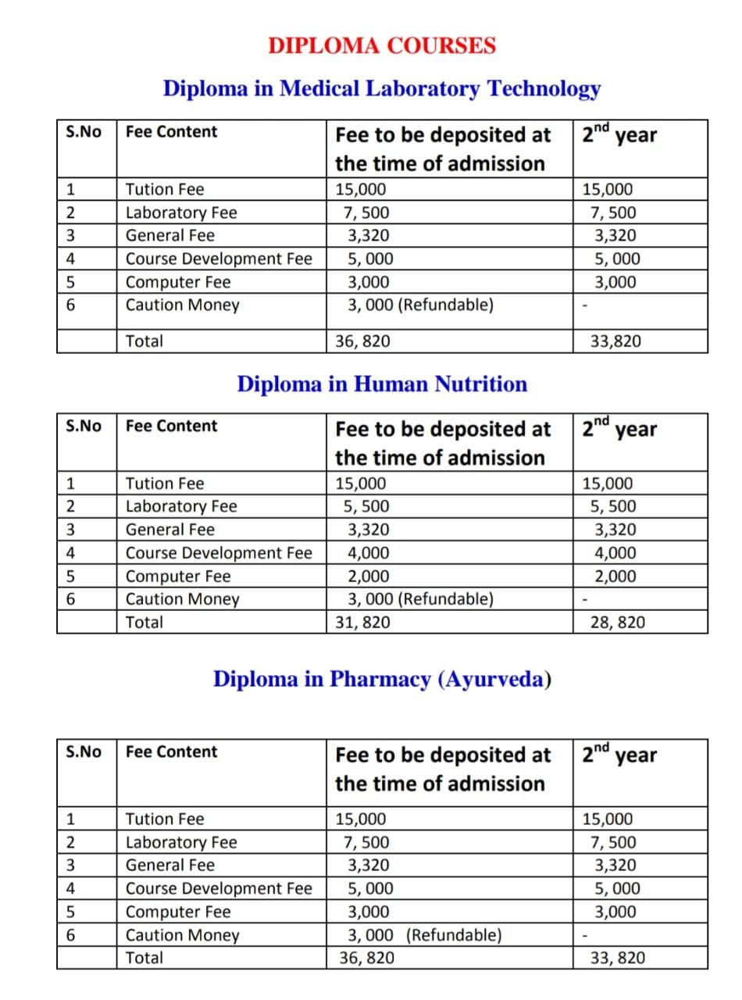 DIPLOMA COURSES
Diploma in Medical Laboratory Technology
S.No Fee Content Fee to be deposited at the time of admission 2nd year
1 Tution Fee 15,000 15,000
2 Laboratory Fee 7, 500 7, 500
3 General Fee 3,320 3,320
4 Course Development Fee 5, 000 5, 000
5 Computer Fee 3,000 3,000
6 Caution Money 3, 000 (Refundable) -
Total 36, 820 33,820
Diploma in Human Nutrition
S.No Fee Content Fee to be deposited at the time of admission 2nd year
1 Tution Fee 15,000 15,000
2 Laboratory Fee 5, 500 5, 500
3 General Fee 3,320 3,320
4 Course Development Fee 4,000 4,000
5 Computer Fee 2,000 2,000
6 Caution Money 3, 000 (Refundable) -
Total 31, 820 28, 820
Diploma in Pharmacy (Ayurveda)
S.No Fee Content Fee to be deposited at the time of admission 2nd year
1 Tution Fee 15,000 15,000
2 Laboratory Fee 7, 500 7, 500
3 General Fee 3,320 3,320
4 Course Development Fee 5, 000 5, 000
5 Computer Fee 3,000 3,000
6 Caution Money 3, 000 (Refundable) -
Total 36, 820 33, 820